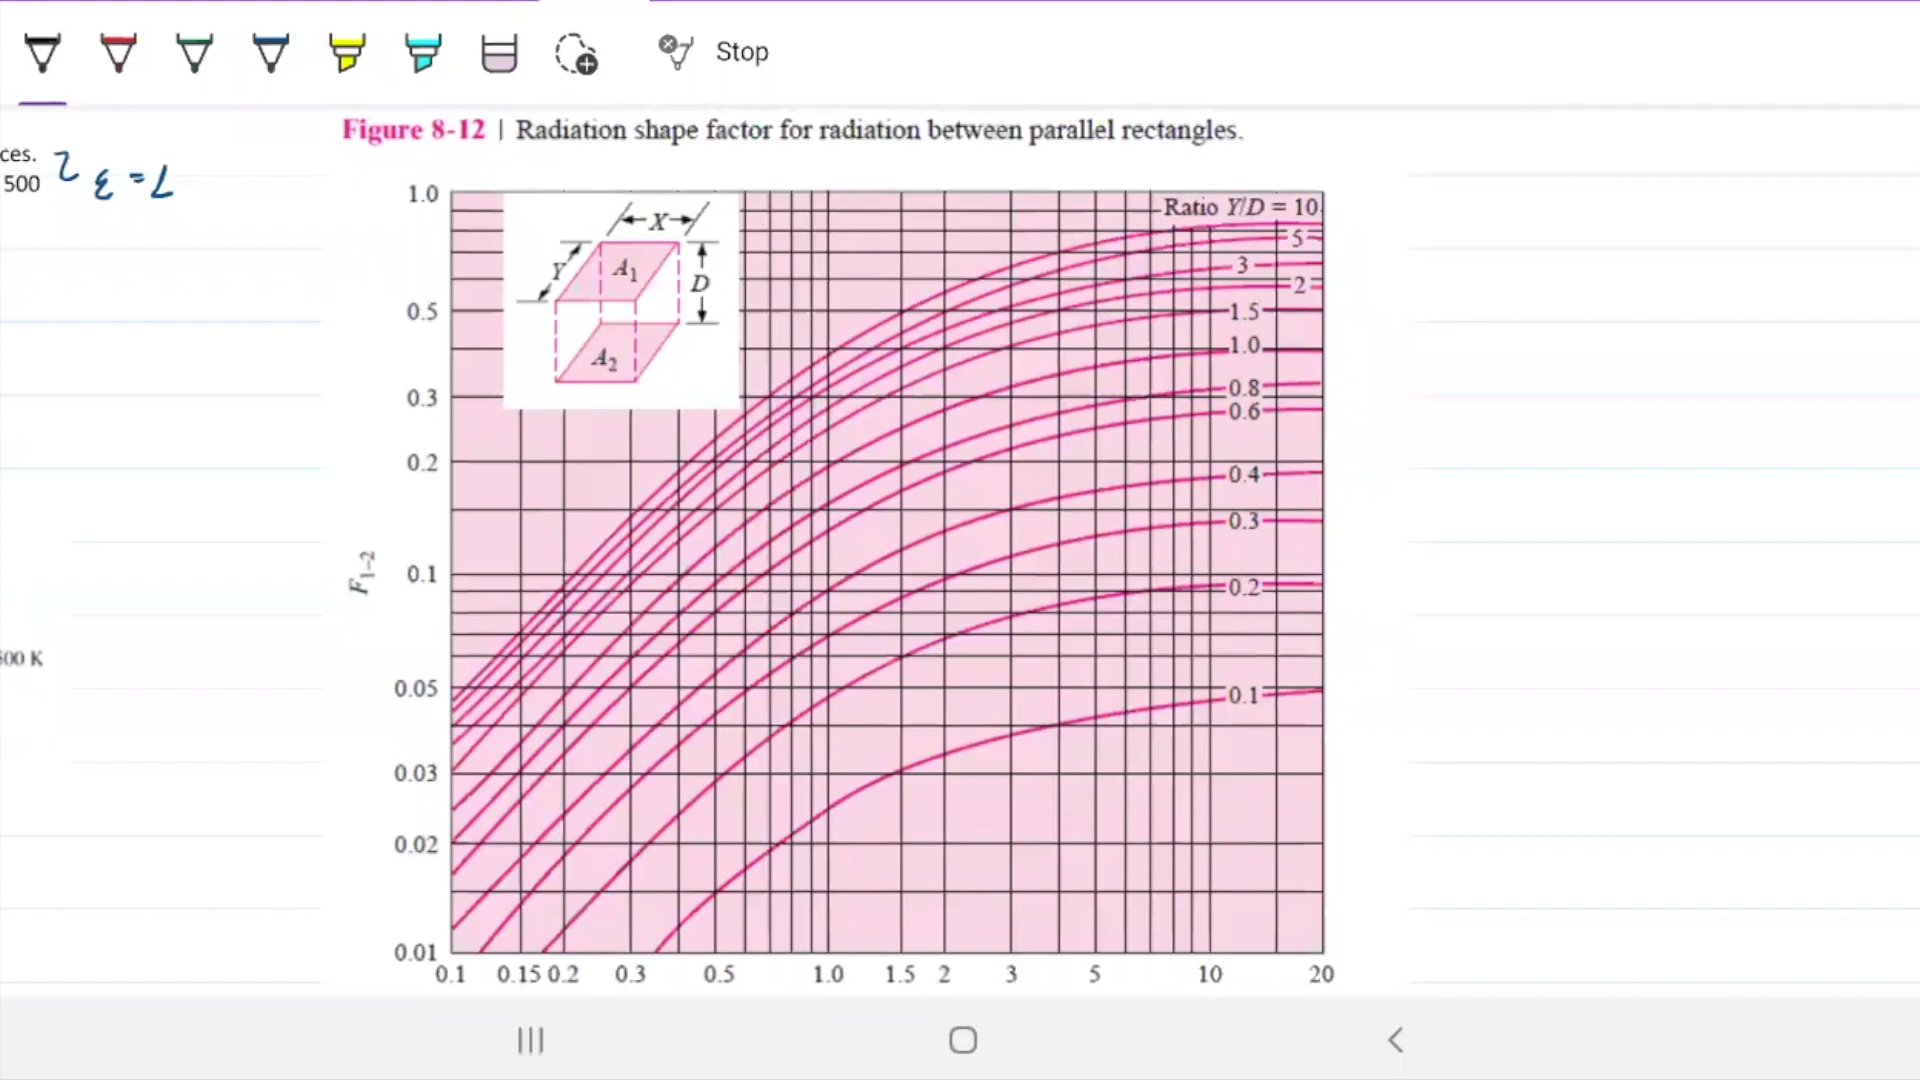 Stop
Figure 8-12 | Radiation shape factor for radiation between parallel rectangles.
ces.
500
1.0
0.5
0.3
0.2
0.1
0.05
0.03
0.02
0.01
F1–2
X
Y
A1
D
A2
Ratio Y/D = 10
5
3
2
1.5
1.0
0.8
0.6
0.4
0.3
0.2
0.1
00 K
0.1 0.15 0.2 0.3 0.5 1.0 1.5 2 3 5 10 20